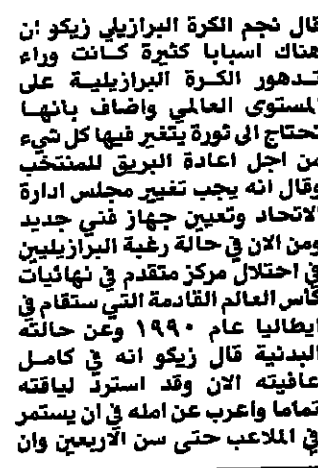 قال نجم الكرة البرازيلي زيكو ان
هناك اسبابا كثيرة كانت وراء
تدهور الكرة البرازيلية على
المستوى العالمي واضاف بانها
تحتاج الى ثورة يتغير فيها كل شيء
من اجل اعادة البريق للمنتخب
وقال انه يجب تغيير مجلس ادارة
الاتحاد وتعيين جهاز فني جديد
ومن الان في حالة رغبة البرازيليين
في احتلال مركز متقدم في نهائيات
كأس العالم القادمة التي ستقام في
ايطاليا عام ١٩٩٠ وعن حالته
البدنية قال زيكو انه في كامل
عافيته الان وقد استرد لياقته
تماما واعرب عن امله في ان يستمر
في الملاعب حتى سن الاربعين وان